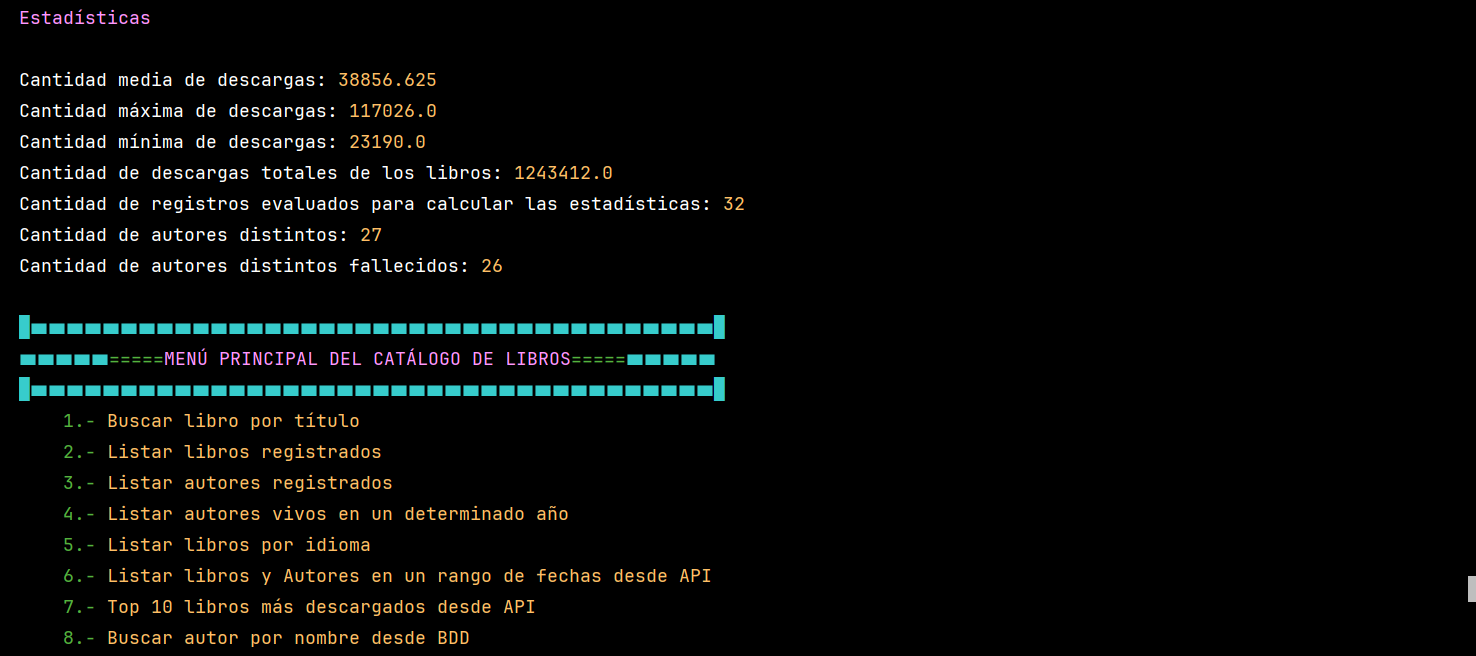 Estadísticas
Cantidad media de descargas: 38856.625
Cantidad máxima de descargas: 117026.0
Cantidad mínima de descargas: 23190.0
Cantidad de descargas totales de los libros: 1243412.0
Cantidad de registros evaluados para calcular las estadísticas: 32
Cantidad de autores distintos: 27
Cantidad de autores distintos fallecidos: 26
=====MENÚ PRINCIPAL DEL CATÁLOGO DE LIBROS=====
1.- Buscar libro por título
2.- Listar libros registrados
3.- Listar autores registrados
4.- Listar autores vivos en un determinado año
5.- Listar libros por idioma
6.- Listar libros y Autores en un rango de fechas desde API
7.- Top 10 libros más descargados desde API
8.- Buscar autor por nombre desde BDD